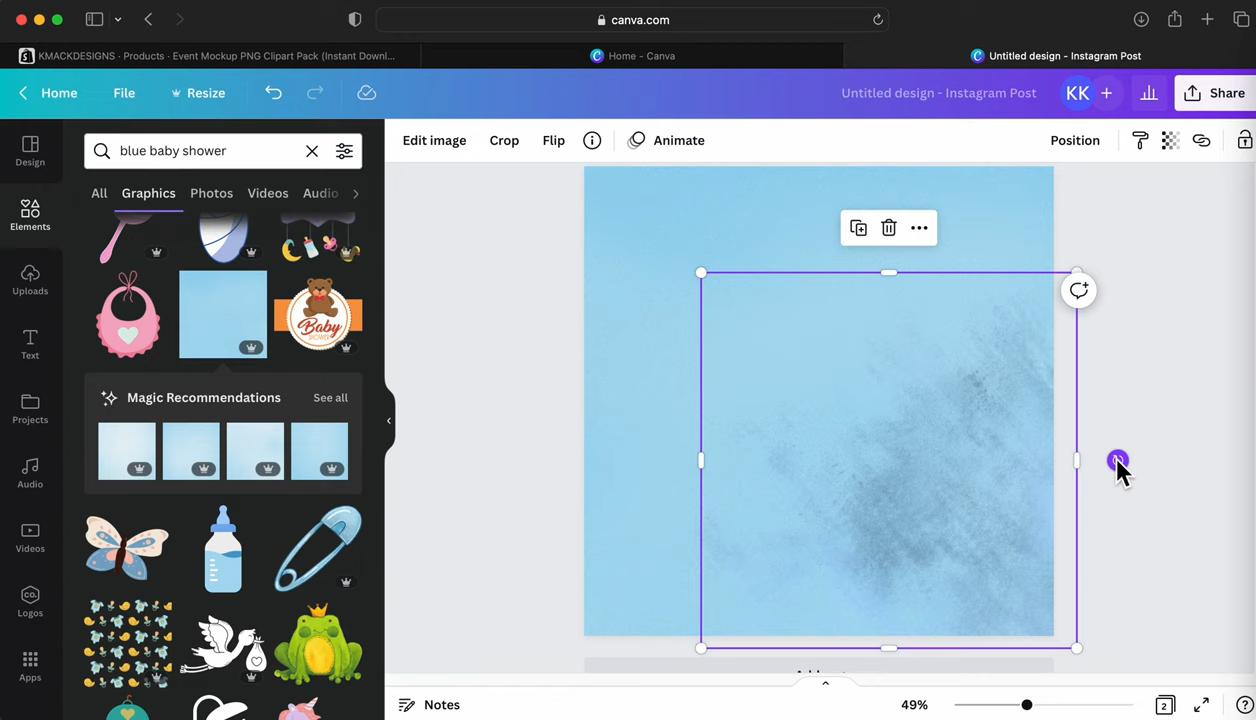 canva.com
KMACKDESIGNS · Products · Event Mockup PNG Clipart Pack (Instant Downl...
Home - Canva
Untitled design - Instagram Post
Home
File
Resize
Untitled design - Instagram Post
KK
Share
Design
Elements
Uploads
Text
Projects
Audio
Videos
Logos
Apps
blue baby shower
All
Graphics
Photos
Videos
Audio
Baby
SHOWER
Magic Recommendations
See all
CO.
Edit image
Crop
Flip
Animate
Position
Notes
49%
2